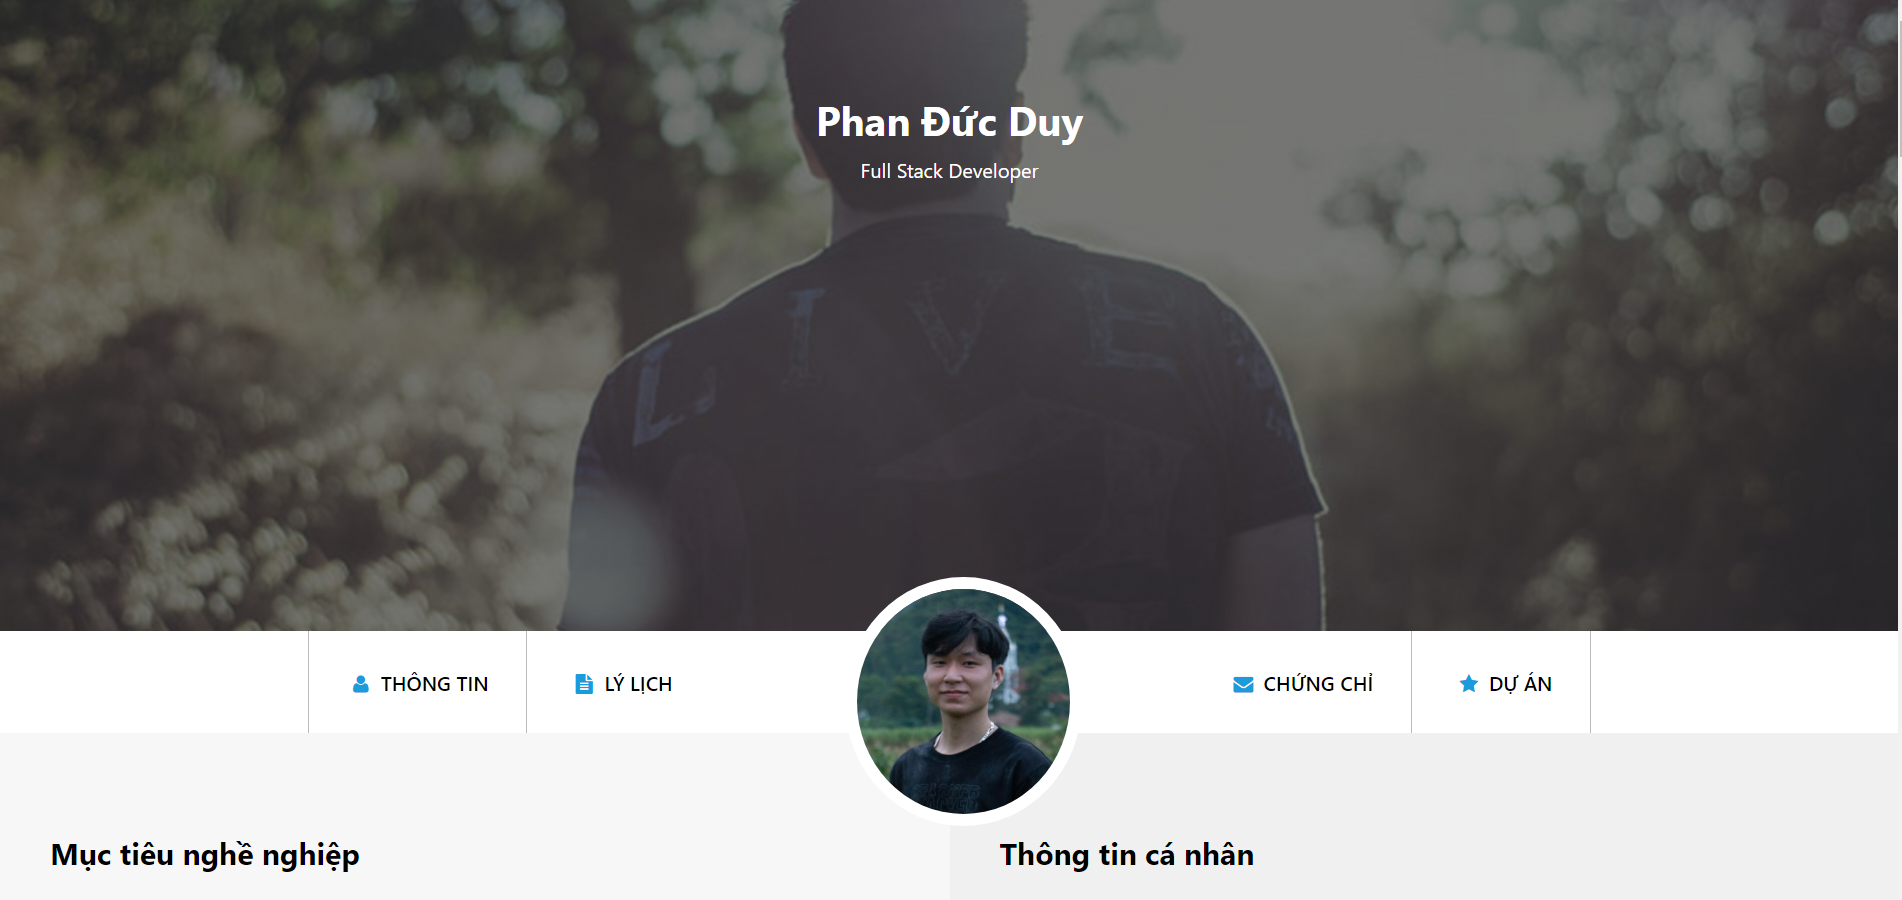 Phan Đức Duy
Full Stack Developer
LIVE
THÔNG TIN
LÝ LỊCH
CHỨNG CHỈ
DỰ ÁN
Mục tiêu nghề nghiệp
Thông tin cá nhân